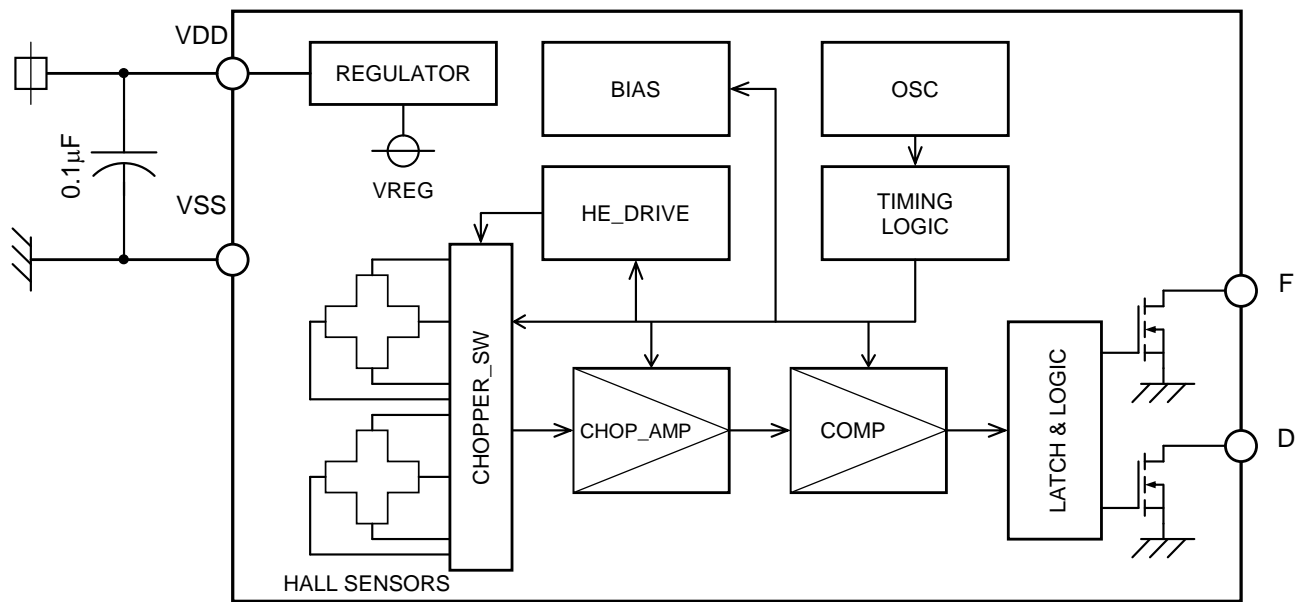 VDD
REGULATOR
BIAS
OSC
0.1μF
VREG
VSS
HE_DRIVE
TIMING
LOGIC
F
CHOPPER_SW
CHOP_AMP
COMP
LATCH & LOGIC
D
HALL SENSORS